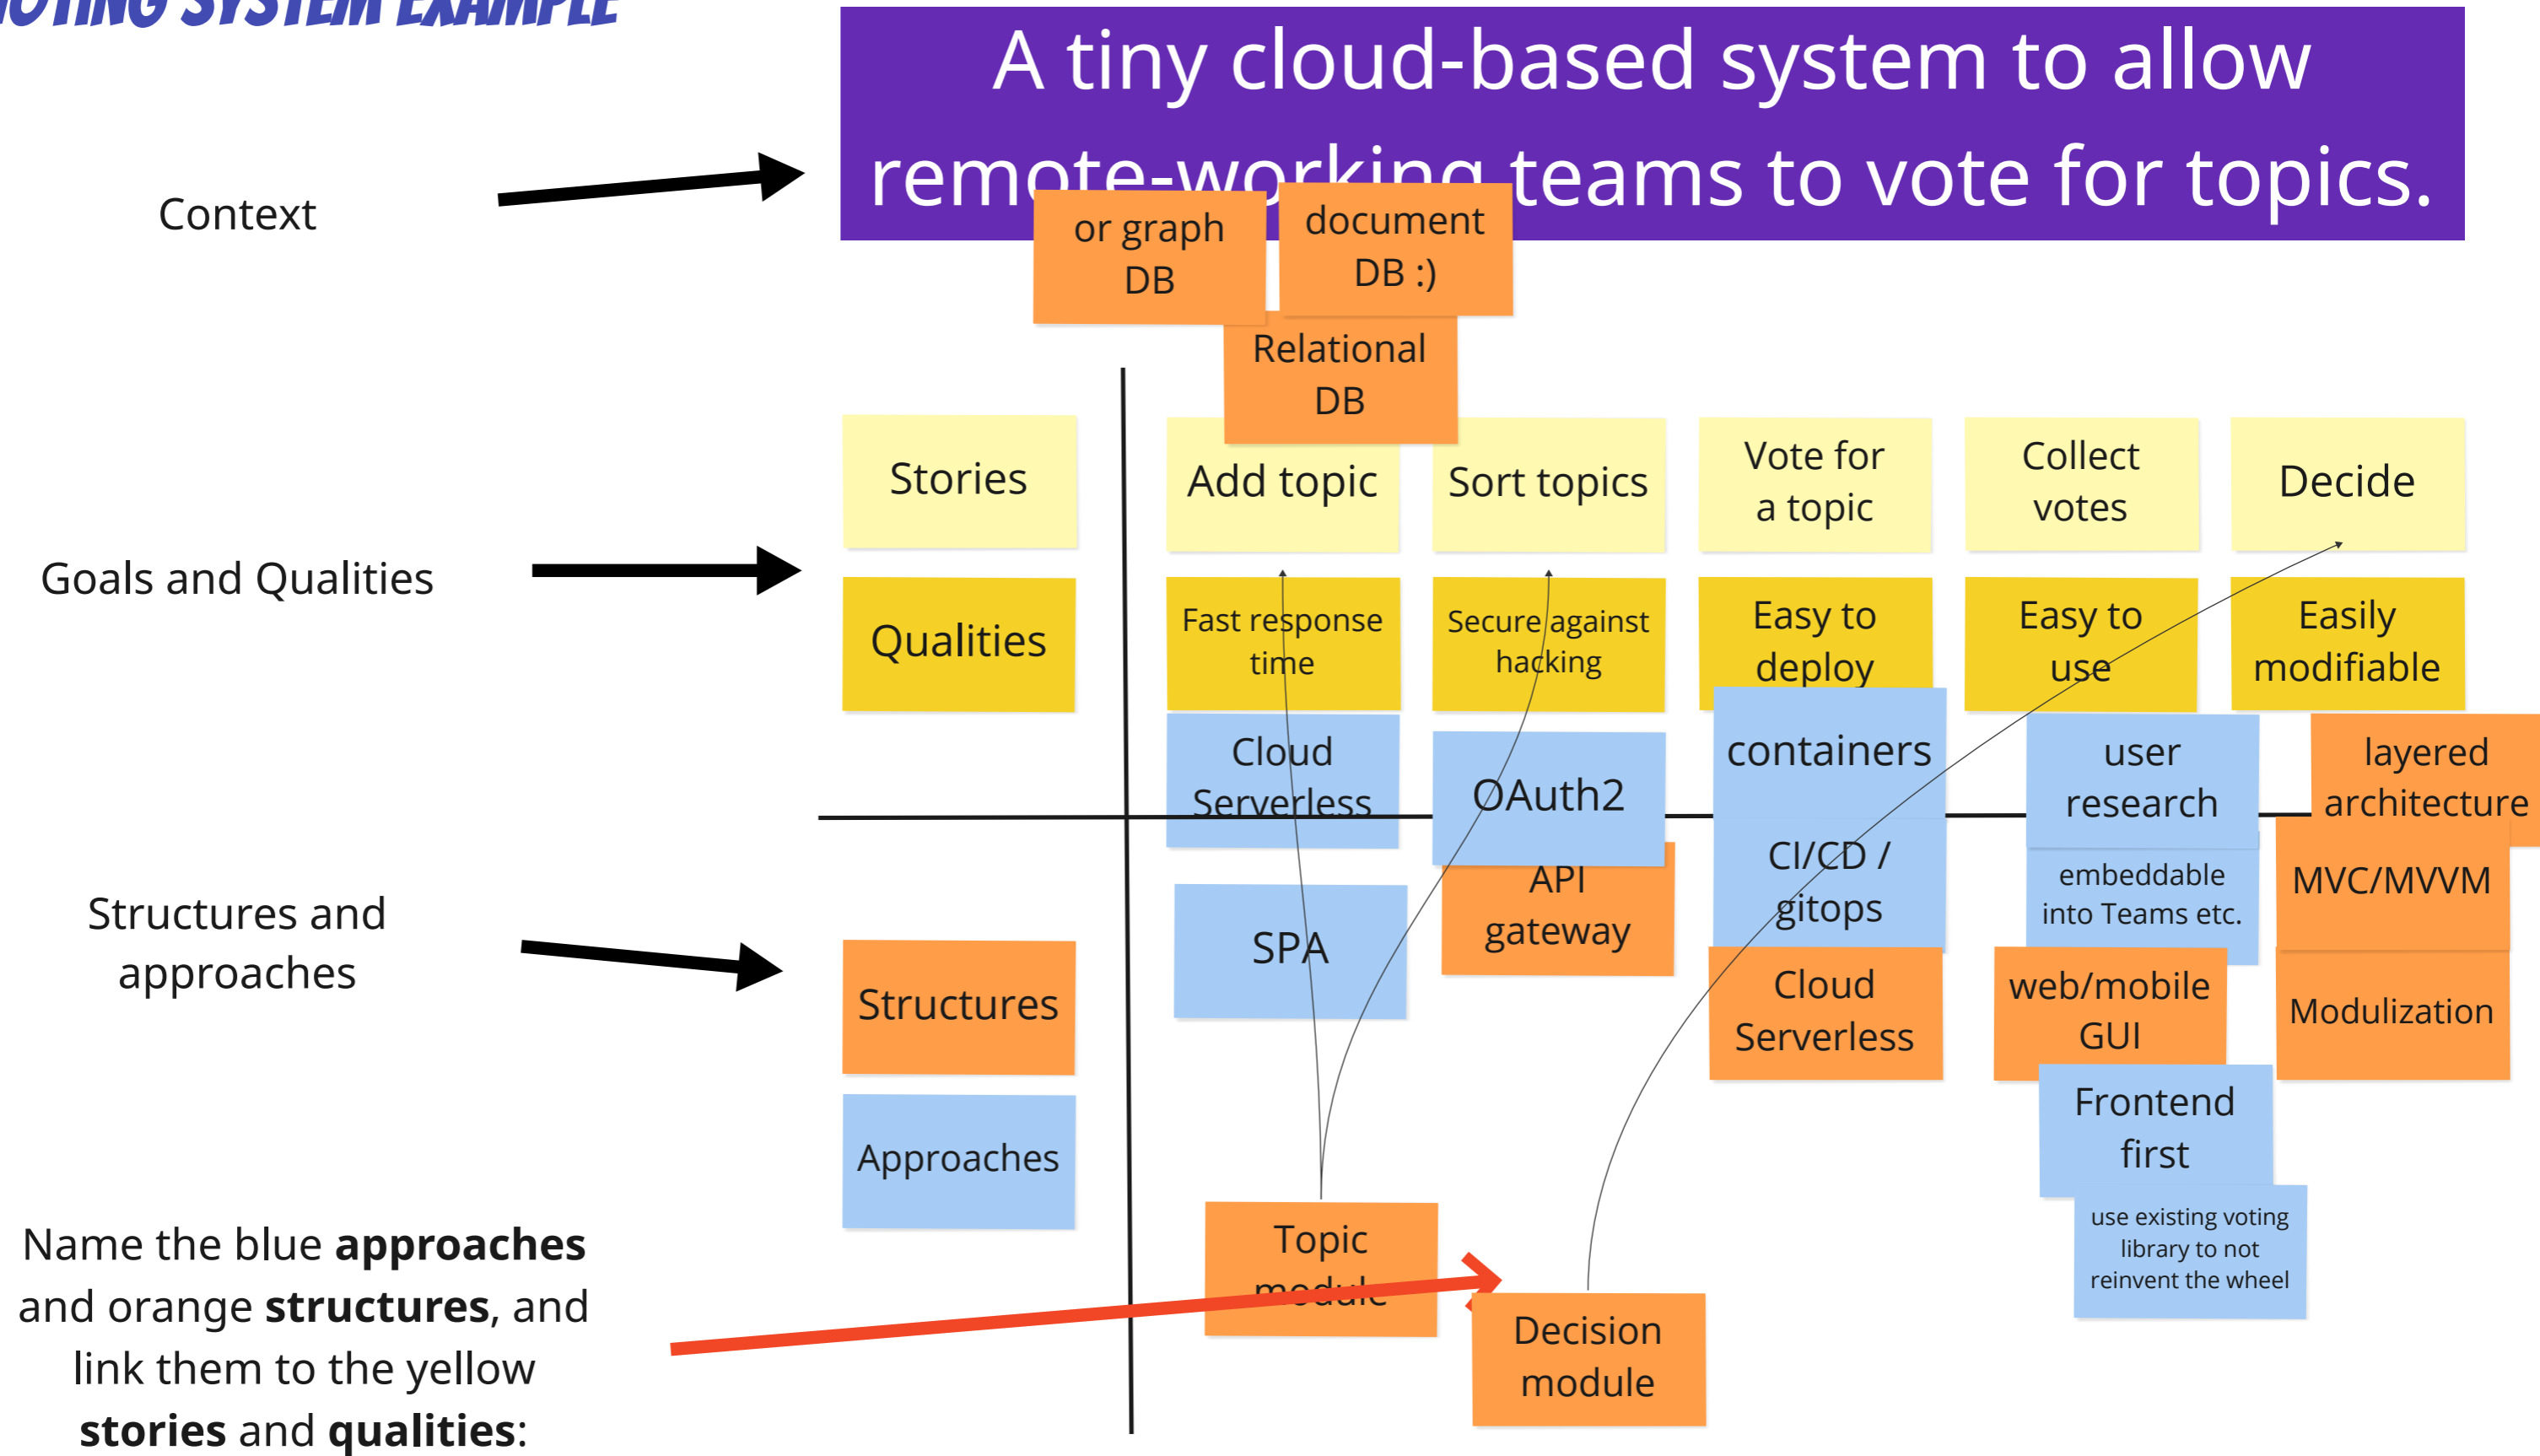 VOTING SYSTEM EXAMPLE
A tiny cloud-based system to allow
remote-working teams to vote for topics.
Context
or graph
DB
document
DB :)
Relational
DB
Goals and Qualities
Stories
Add topic
Sort topics
Vote for
a topic
Collect
votes
Decide
Qualities
Fast response
time
Secure against
hacking
Easy to
deploy
Easy to
use
Easily
modifiable
Structures and
approaches
Cloud
Serverless
SPA
OAuth2
API
gateway
containers
CI/CD /
gitops
Cloud
Serverless
user
research
embeddable
into Teams etc.
web/mobile
GUI
Frontend
first
use existing voting
library to not
reinvent the wheel
layered
architecture
MVC/MVVM
Modulization
Structures
Approaches
Name the blue approaches
and orange structures, and
link them to the yellow
stories and qualities:
Topic
module
Decision
module